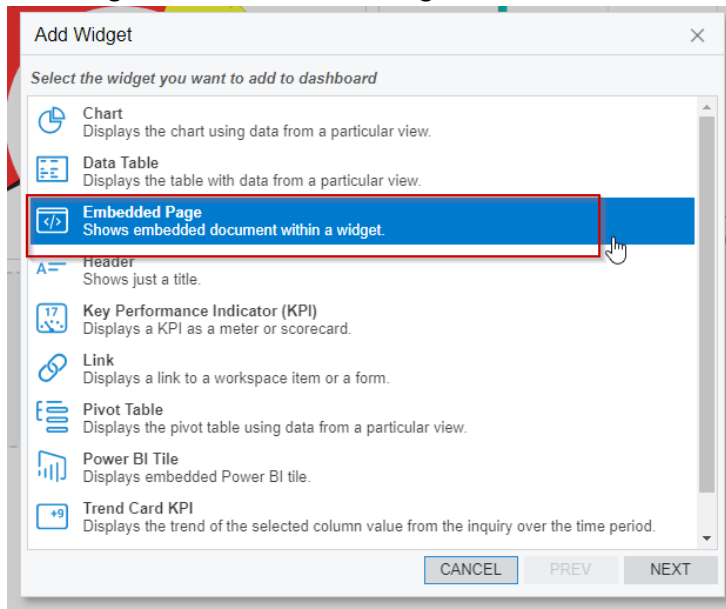 Add Widget
Select the widget you want to add to dashboard
Chart
Displays the chart using data from a particular view.
Data Table
Displays the table with data from a particular view.
Embedded Page
Shows embedded document within a widget.
Header
Shows just a title.
17
Key Performance Indicator (KPI)
Displays a KPI as a meter or scorecard.
Link
Displays a link to a workspace item or a form.
Pivot Table
Displays the pivot table using data from a particular view.
Power BI Tile
Displays embedded Power BI tile.
+9
Trend Card KPI
Displays the trend of the selected column value from the inquiry over the time period.
CANCEL PREV NEXT